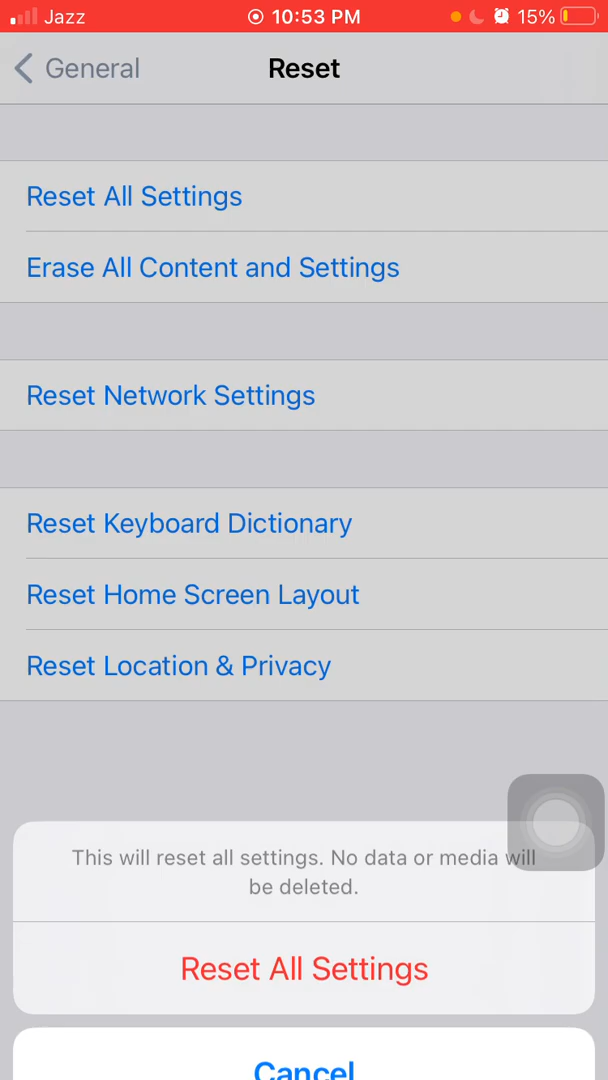 Jazz 10:53 PM 15%
General Reset
Reset All Settings
Erase All Content and Settings
Reset Network Settings
Reset Keyboard Dictionary
Reset Home Screen Layout
Reset Location & Privacy
This will reset all settings. No data or media will
be deleted.
Reset All Settings
Cancel